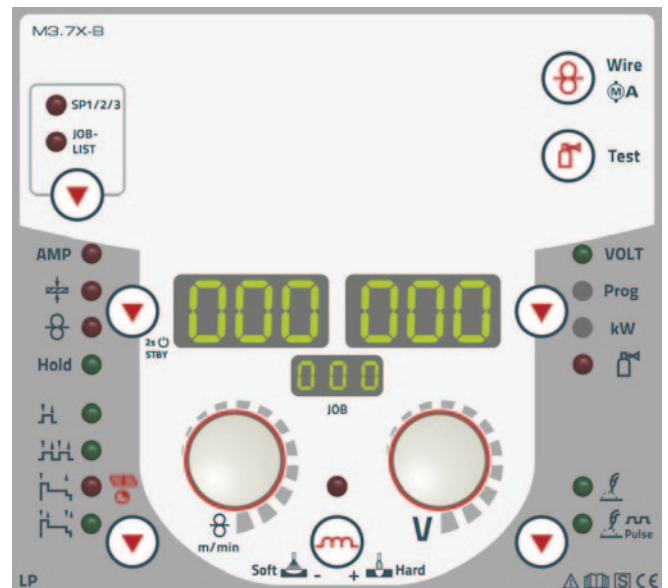 M3.7X-B
Wire
M A
SP1/2/3
JOB-
LIST
Test
AMP
VOLT
000 000
Prog
2s
STBY
kW
Hold
000
JOB
m/min
V
Pulse
Soft - + Hard
LP
S CE